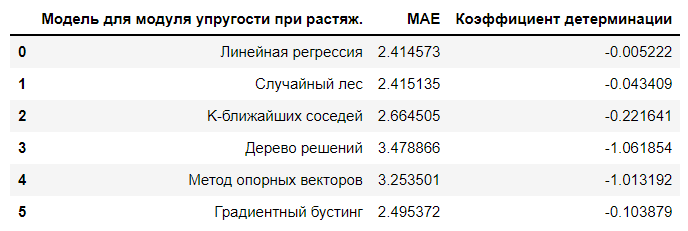 Модель для модуля упругости при растяж. MAE Коэффициент детерминации
0 Линейная регрессия 2.414573 -0.005222
1 Случайный лес 2.415135 -0.043409
2 К-ближайших соседей 2.664505 -0.221641
3 Дерево решений 3.478866 -1.061854
4 Метод опорных векторов 3.253501 -1.013192
5 Градиентный бустинг 2.495372 -0.103879